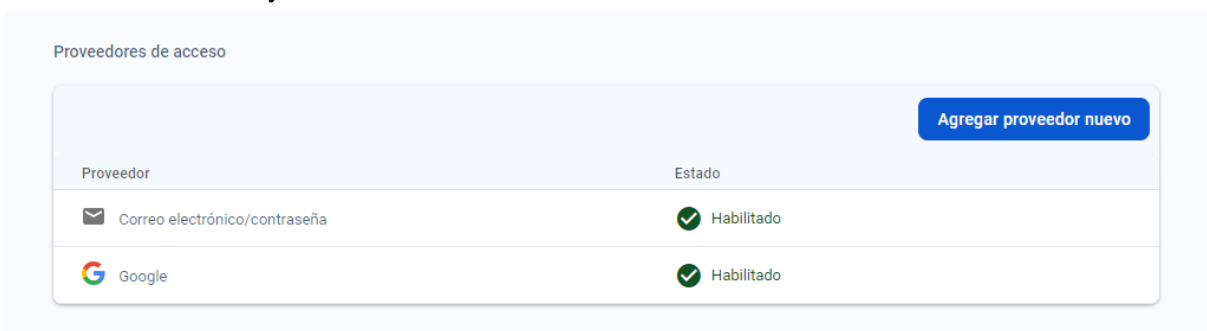 Proveedores de acceso
Agregar proveedor nuevo
Proveedor Estado
Correo electrónico/contraseña Habilitado
Google Habilitado